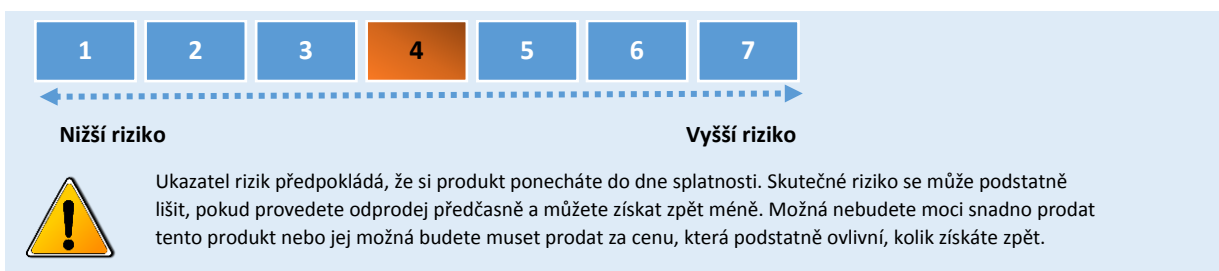 1 2 3 4 5 6 7
Nižší riziko Vyšší riziko
Ukazatel rizik předpokládá, že si produkt ponecháte do dne splatnosti. Skutečné riziko se může podstatně
lišit, pokud provedete odprodej předčasně a můžete získat zpět méně. Možná nebudete moci snadno prodat
tento produkt nebo jej možná budete muset prodat za cenu, která podstatně ovlivní, kolik získáte zpět.